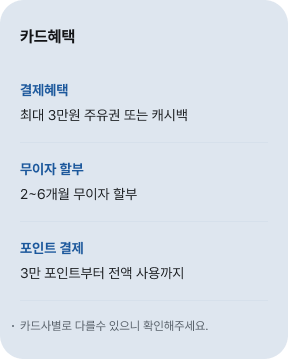 카드혜택
결제혜택
최대 3만원 주유권 또는 캐시백
무이자 할부
2~6개월 무이자 할부
포인트 결제
3만 포인트부터 전액 사용까지
· 카드사별로 다를수 있으니 확인해주세요.